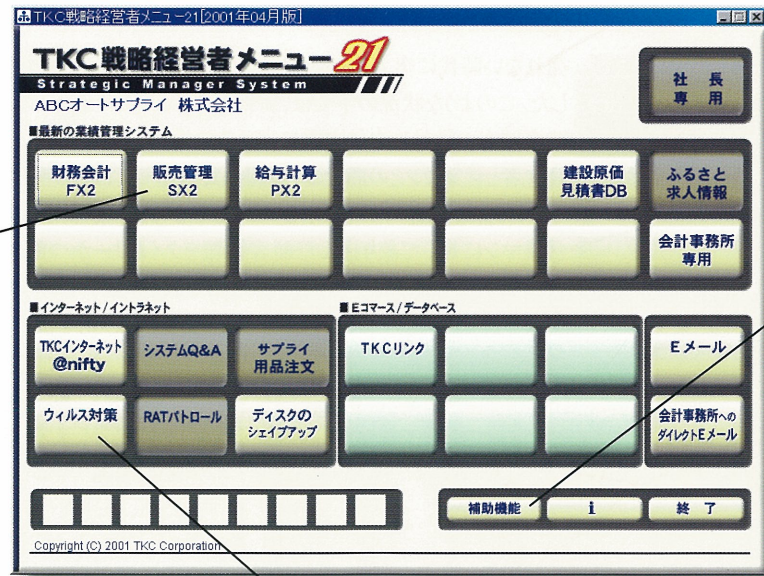 TKC戦略経営者メニュー21[2001年04月版]
TKC戦略経営者メニュー21
Strategic Manager System
ABCオートサプライ 株式会社
社 長
専 用
■最新の業績管理システム
財務会計
FX2
販売管理
SX2
給与計算
PX2
建設原価
見積書DB
ふるさと
求人情報
会計事務所
専用
■インターネット/イントラネット
TKCインターネット
@nifty
システムQ&A
サプライ
用品注文
ウィルス対策
RATパトロール
ディスクの
シェイプアップ
■Eコマース/データベース
TKCリンク
Eメール
会計事務所への
ダイレクトEメール
補助機能
i
終 了
Copyright (C) 2001 TKC Corporation